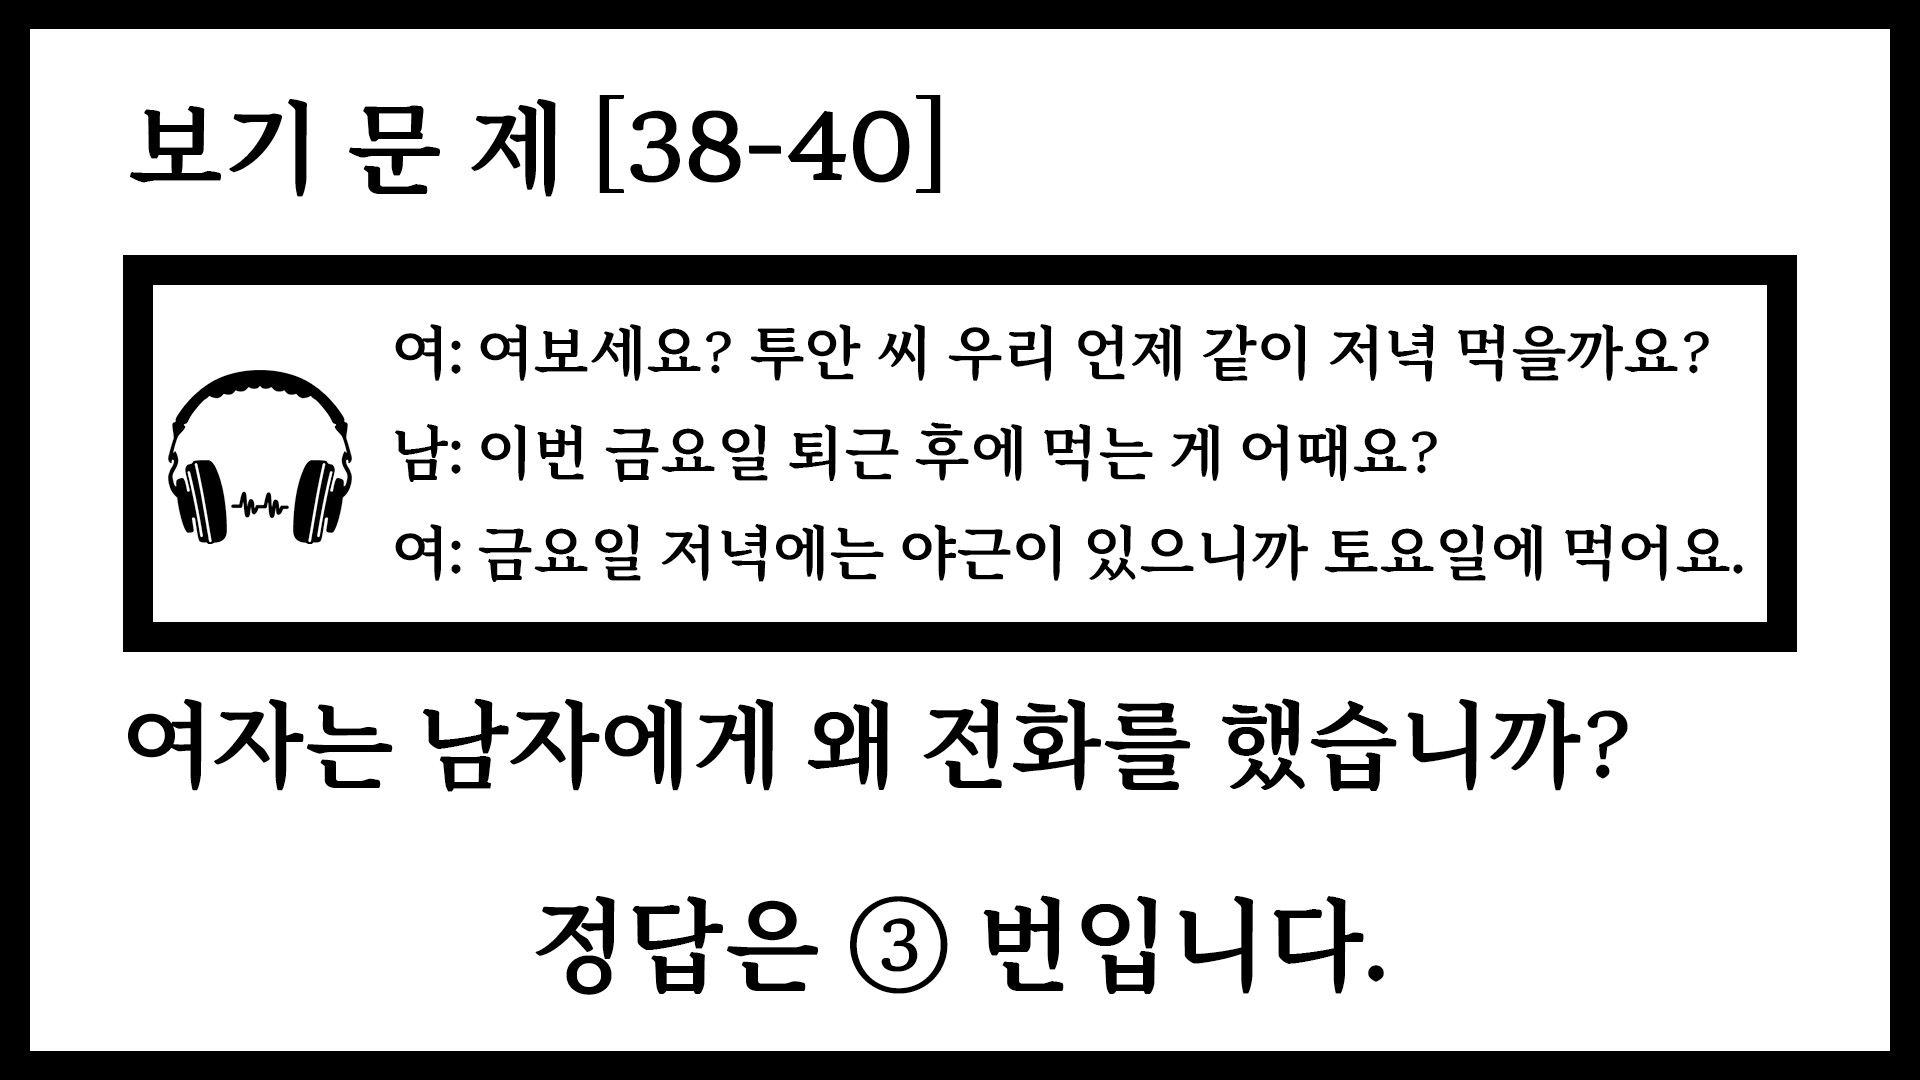 보기 문 제 [38-40]
여: 여보세요? 투안 씨 우리 언제 같이 저녁 먹을까요?
남: 이번 금요일 퇴근 후에 먹는 게 어때요?
여: 금요일 저녁에는 야근이 있으니까 토요일에 먹어요.
여자는 남자에게 왜 전화를 했습니까?
정답은 ③ 번입니다.